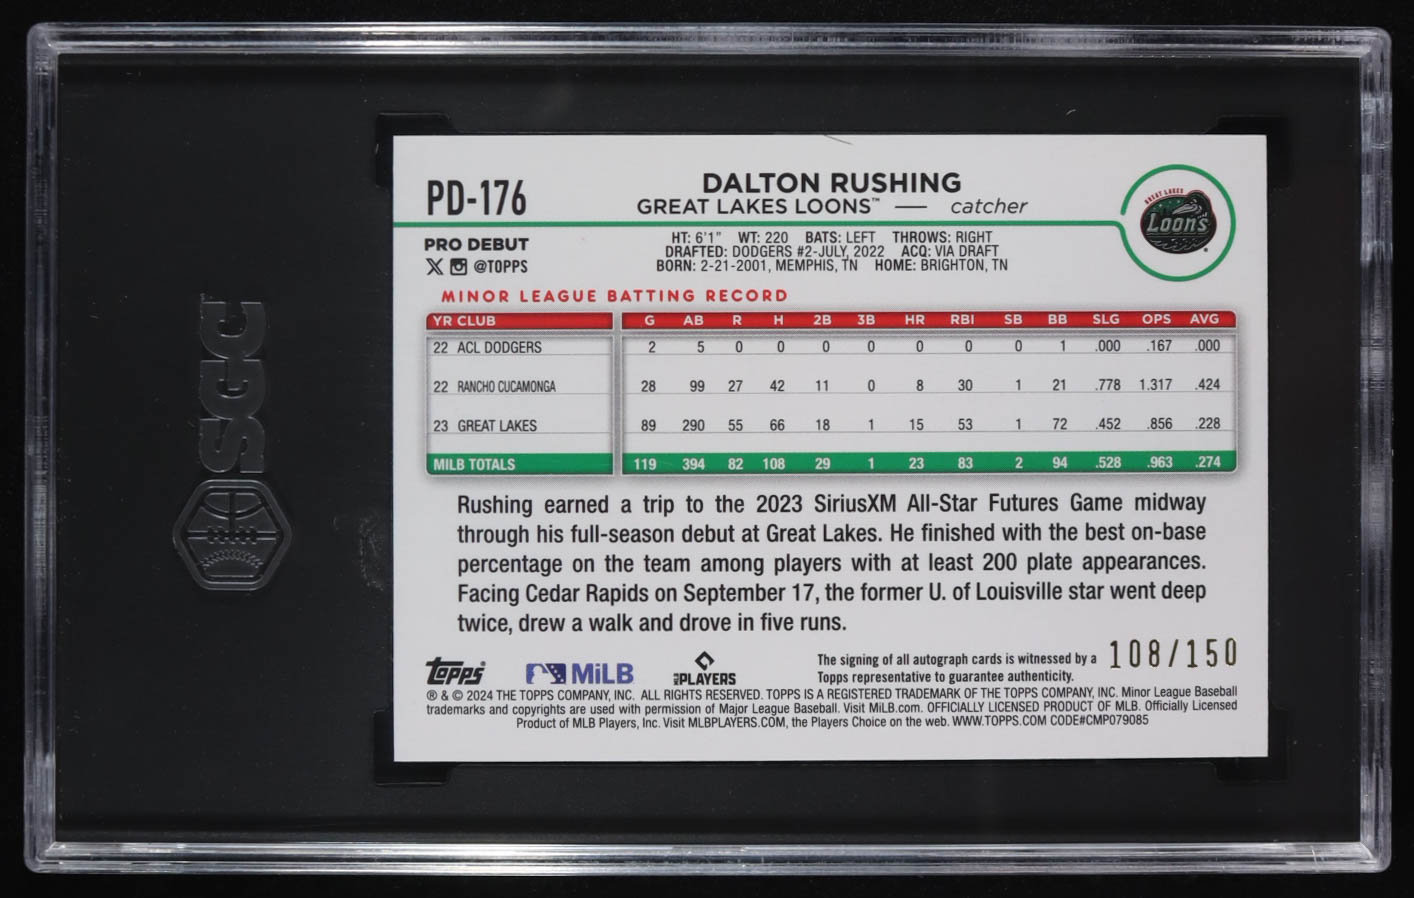 SGC
PD-176
DALTON RUSHING
GREAT LAKES LOONS™ — catcher
GREAT LAKES
Loons
PRO DEBUT
X @TOPPS
HT: 6'1" WT: 220 BATS: LEFT THROWS: RIGHT
DRAFTED: DODGERS #2-JULY, 2022 ACQ: VIA DRAFT
BORN: 2-21-2001, MEMPHIS, TN HOME: BRIGHTON, TN
MINOR LEAGUE BATTING RECORD
YR CLUB G AB R H 2B 3B HR RBI SB BB SLG OPS AVG
22 ACL DODGERS 2 5 0 0 0 0 0 0 0 1 .000 .167 .000
22 RANCHO CUCAMONGA 28 99 27 42 11 0 8 30 1 21 .778 1.317 .424
23 GREAT LAKES 89 290 55 66 18 1 15 53 1 72 .452 .856 .228
MILB TOTALS 119 394 82 108 29 1 23 83 2 94 .528 .963 .274
Rushing earned a trip to the 2023 SiriusXM All-Star Futures Game midway
through his full-season debut at Great Lakes. He finished with the best on-base
percentage on the team among players with at least 200 plate appearances.
Facing Cedar Rapids on September 17, the former U. of Louisville star went deep
twice, drew a walk and drove in five runs.
Topps® MiLB MLB PLAYERS
The signing of all autograph cards is witnessed by a
Topps representative to guarantee authenticity.
108/150
® & © 2024 THE TOPPS COMPANY, INC. ALL RIGHTS RESERVED. TOPPS IS A REGISTERED TRADEMARK OF THE TOPPS COMPANY, INC. Minor League Baseball
trademarks and copyrights are used with permission of Major League Baseball. Visit MiLB.com. OFFICIALLY LICENSED PRODUCT OF MLB. Officially Licensed
Product of MLB Players, Inc. Visit MLBPLAYERS.COM, the Players Choice on the web. WWW.TOPPS.COM CODE#CMP079085